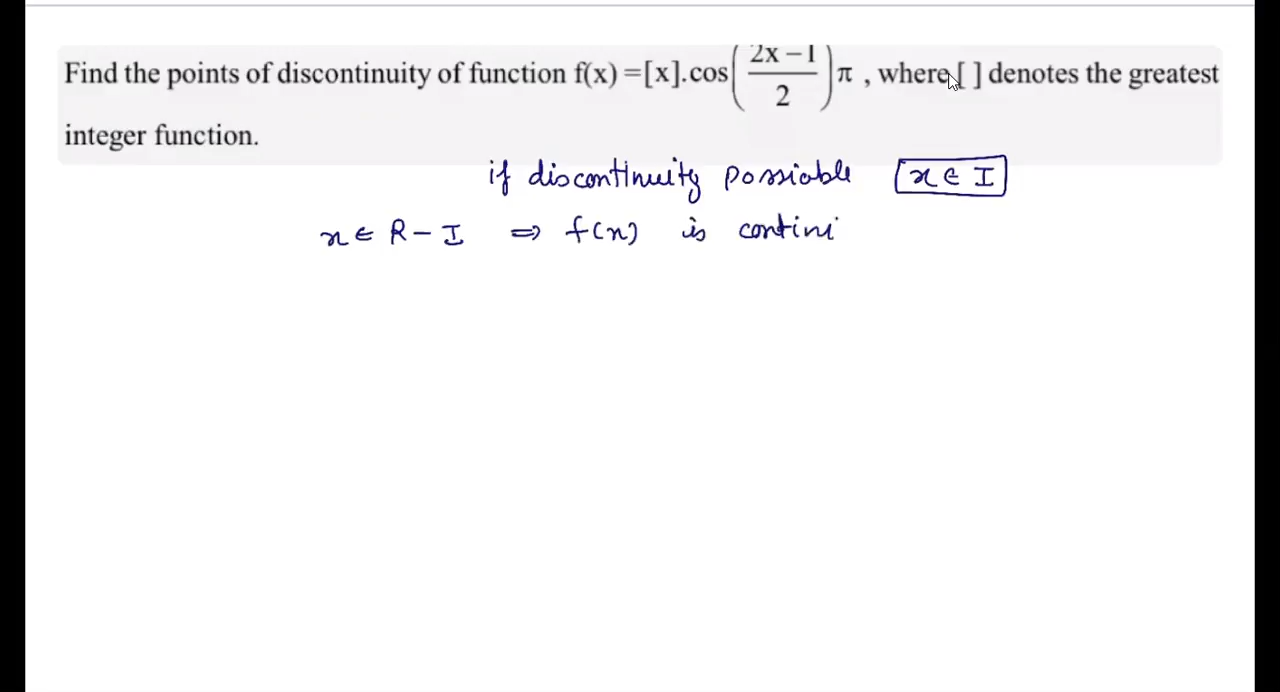 Find the points of discontinuity of function f(x) = [x].cos(2x − 1 / 2)π , where [ ] denotes the greatest
integer function.
if discontinuity possiable x ∈ I
x ∈ R − I ⇒ f(x) is contini